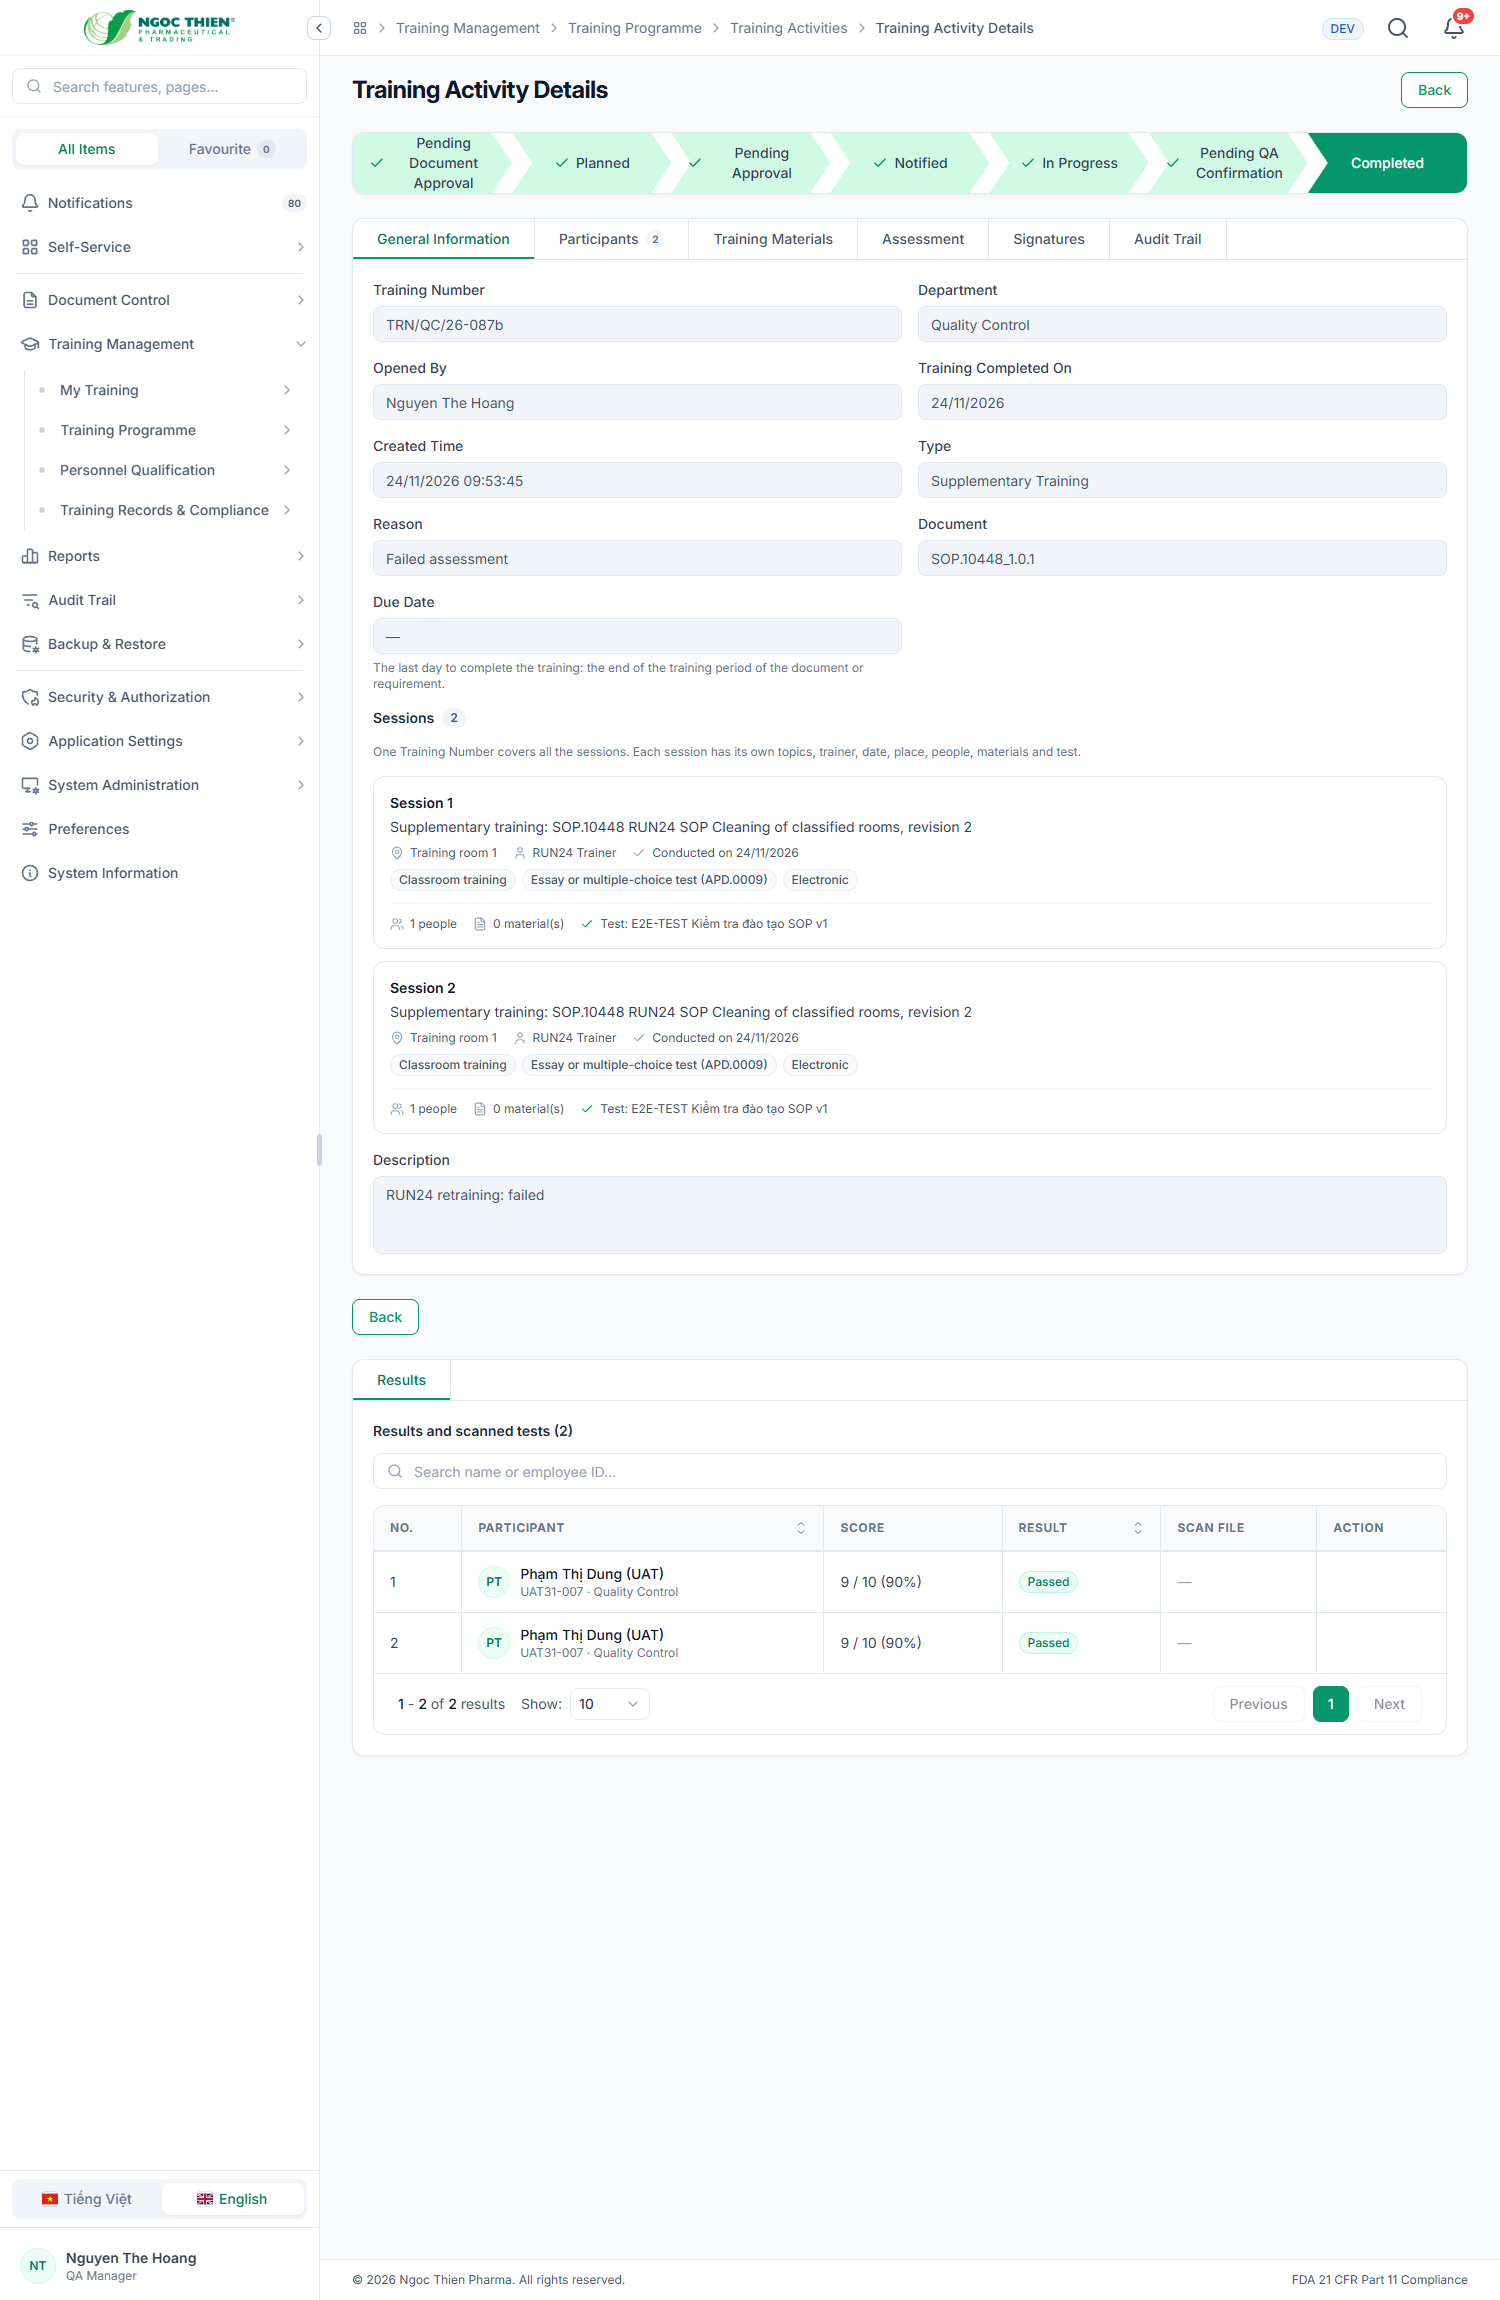 NGOC THIEN®
PHARMACEUTICAL
& TRADING
Search features, pages...
All Items
Favourite 0
Notifications 80
Self-Service
Document Control
Training Management
My Training
Training Programme
Personnel Qualification
Training Records & Compliance
Reports
Audit Trail
Backup & Restore
Security & Authorization
Application Settings
System Administration
Preferences
System Information
Tiếng Việt
English
NT
Nguyen The Hoang
QA Manager
Training Management > Training Programme > Training Activities > Training Activity Details
DEV
9+
Training Activity Details
Back
Pending
Document
Approval
Planned
Pending
Approval
Notified
In Progress
Pending QA
Confirmation
Completed
General Information
Participants 2
Training Materials
Assessment
Signatures
Audit Trail
Training Number
TRN/QC/26-087b
Department
Quality Control
Opened By
Nguyen The Hoang
Training Completed On
24/11/2026
Created Time
24/11/2026 09:53:45
Type
Supplementary Training
Reason
Failed assessment
Document
SOP.10448_1.0.1
Due Date
—
The last day to complete the training: the end of the training period of the document or
requirement.
Sessions 2
One Training Number covers all the sessions. Each session has its own topics, trainer, date, place, people, materials and test.
Session 1
Supplementary training: SOP.10448 RUN24 SOP Cleaning of classified rooms, revision 2
Training room 1 RUN24 Trainer Conducted on 24/11/2026
Classroom training Essay or multiple-choice test (APD.0009) Electronic
1 people 0 material(s) Test: E2E-TEST Kiểm tra đào tạo SOP v1
Session 2
Supplementary training: SOP.10448 RUN24 SOP Cleaning of classified rooms, revision 2
Training room 1 RUN24 Trainer Conducted on 24/11/2026
Classroom training Essay or multiple-choice test (APD.0009) Electronic
1 people 0 material(s) Test: E2E-TEST Kiểm tra đào tạo SOP v1
Description
RUN24 retraining: failed
Back
Results
Results and scanned tests (2)
Search name or employee ID...
NO. PARTICIPANT SCORE RESULT SCAN FILE ACTION
1 PT Phạm Thị Dung (UAT) 9 / 10 (90%) Passed —
UAT31-007 · Quality Control
2 PT Phạm Thị Dung (UAT) 9 / 10 (90%) Passed —
UAT31-007 · Quality Control
1 - 2 of 2 results Show: 10 Previous 1 Next
© 2026 Ngoc Thien Pharma. All rights reserved.
FDA 21 CFR Part 11 Compliance